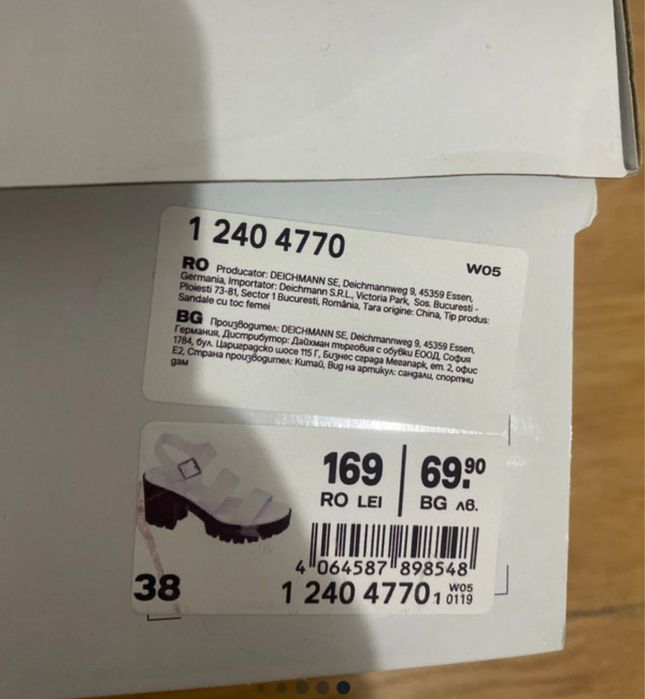 1 240 4770
W05
RO Producator: DEICHMANN SE, Deichmannweg 9, 45359 Essen,
Germania, Importator: Deichmann S.R.L., Victoria Park, Sos. Bucuresti -
Ploiesti 73-81, Sector 1 Bucuresti, România, Tara origine: China, Tip produs:
Sandale cu toc femei
BG Производител: DEICHMANN SE, Deichmannweg 9, 45359 Essen,
Германия, Дистрибутор: Дайхман търговия с обувки ЕООД, София
1784, бул. Цариградско шосе 115 Г, Бизнес сграда Мегапарк, ет. 2, офис
Е2, Страна производител: Китай, Вид на артикул: сандали, спортни
дам
169 69.90
RO LEI BG лв.
4 064587 898548
38
1 240 4770 1 W05
0119